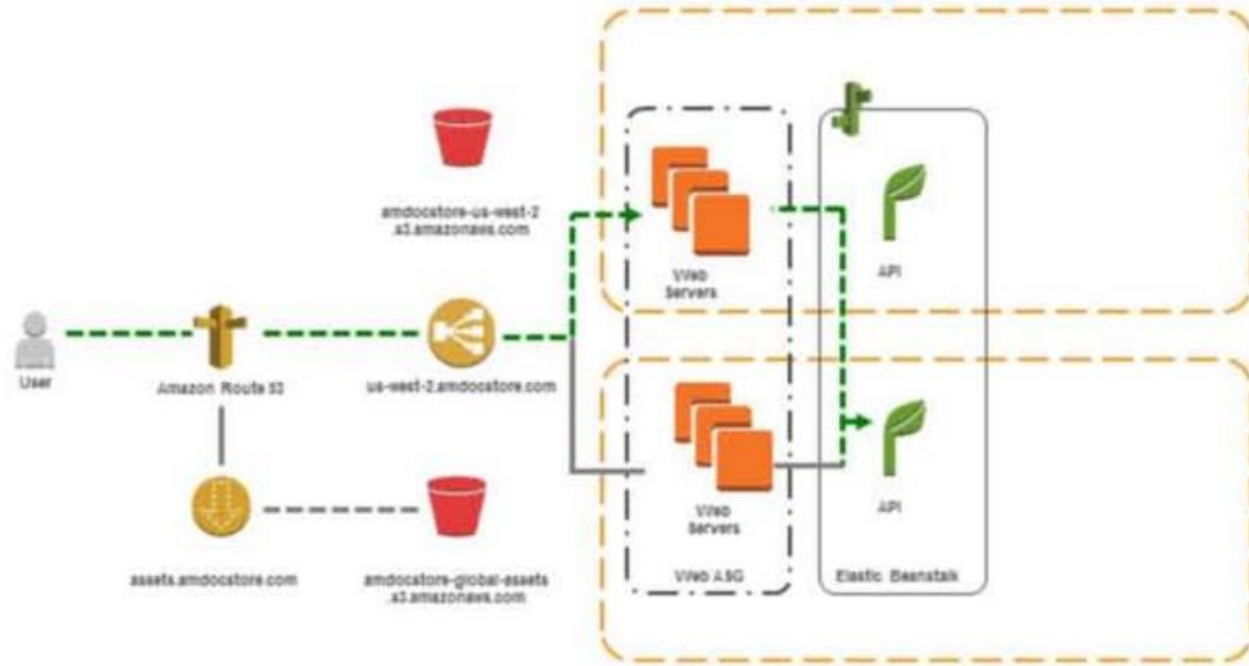 amdocstore-us-west-2
.s3.amazonaws.com
Web
Servers
API
User
Amazon Route 53
us-west-2.amdocstore.com
Web
Servers
API
assets.amdocstore.com
amdocstore-global-assets
.s3.amazonaws.com
Web ASG
Elastic Beanstalk